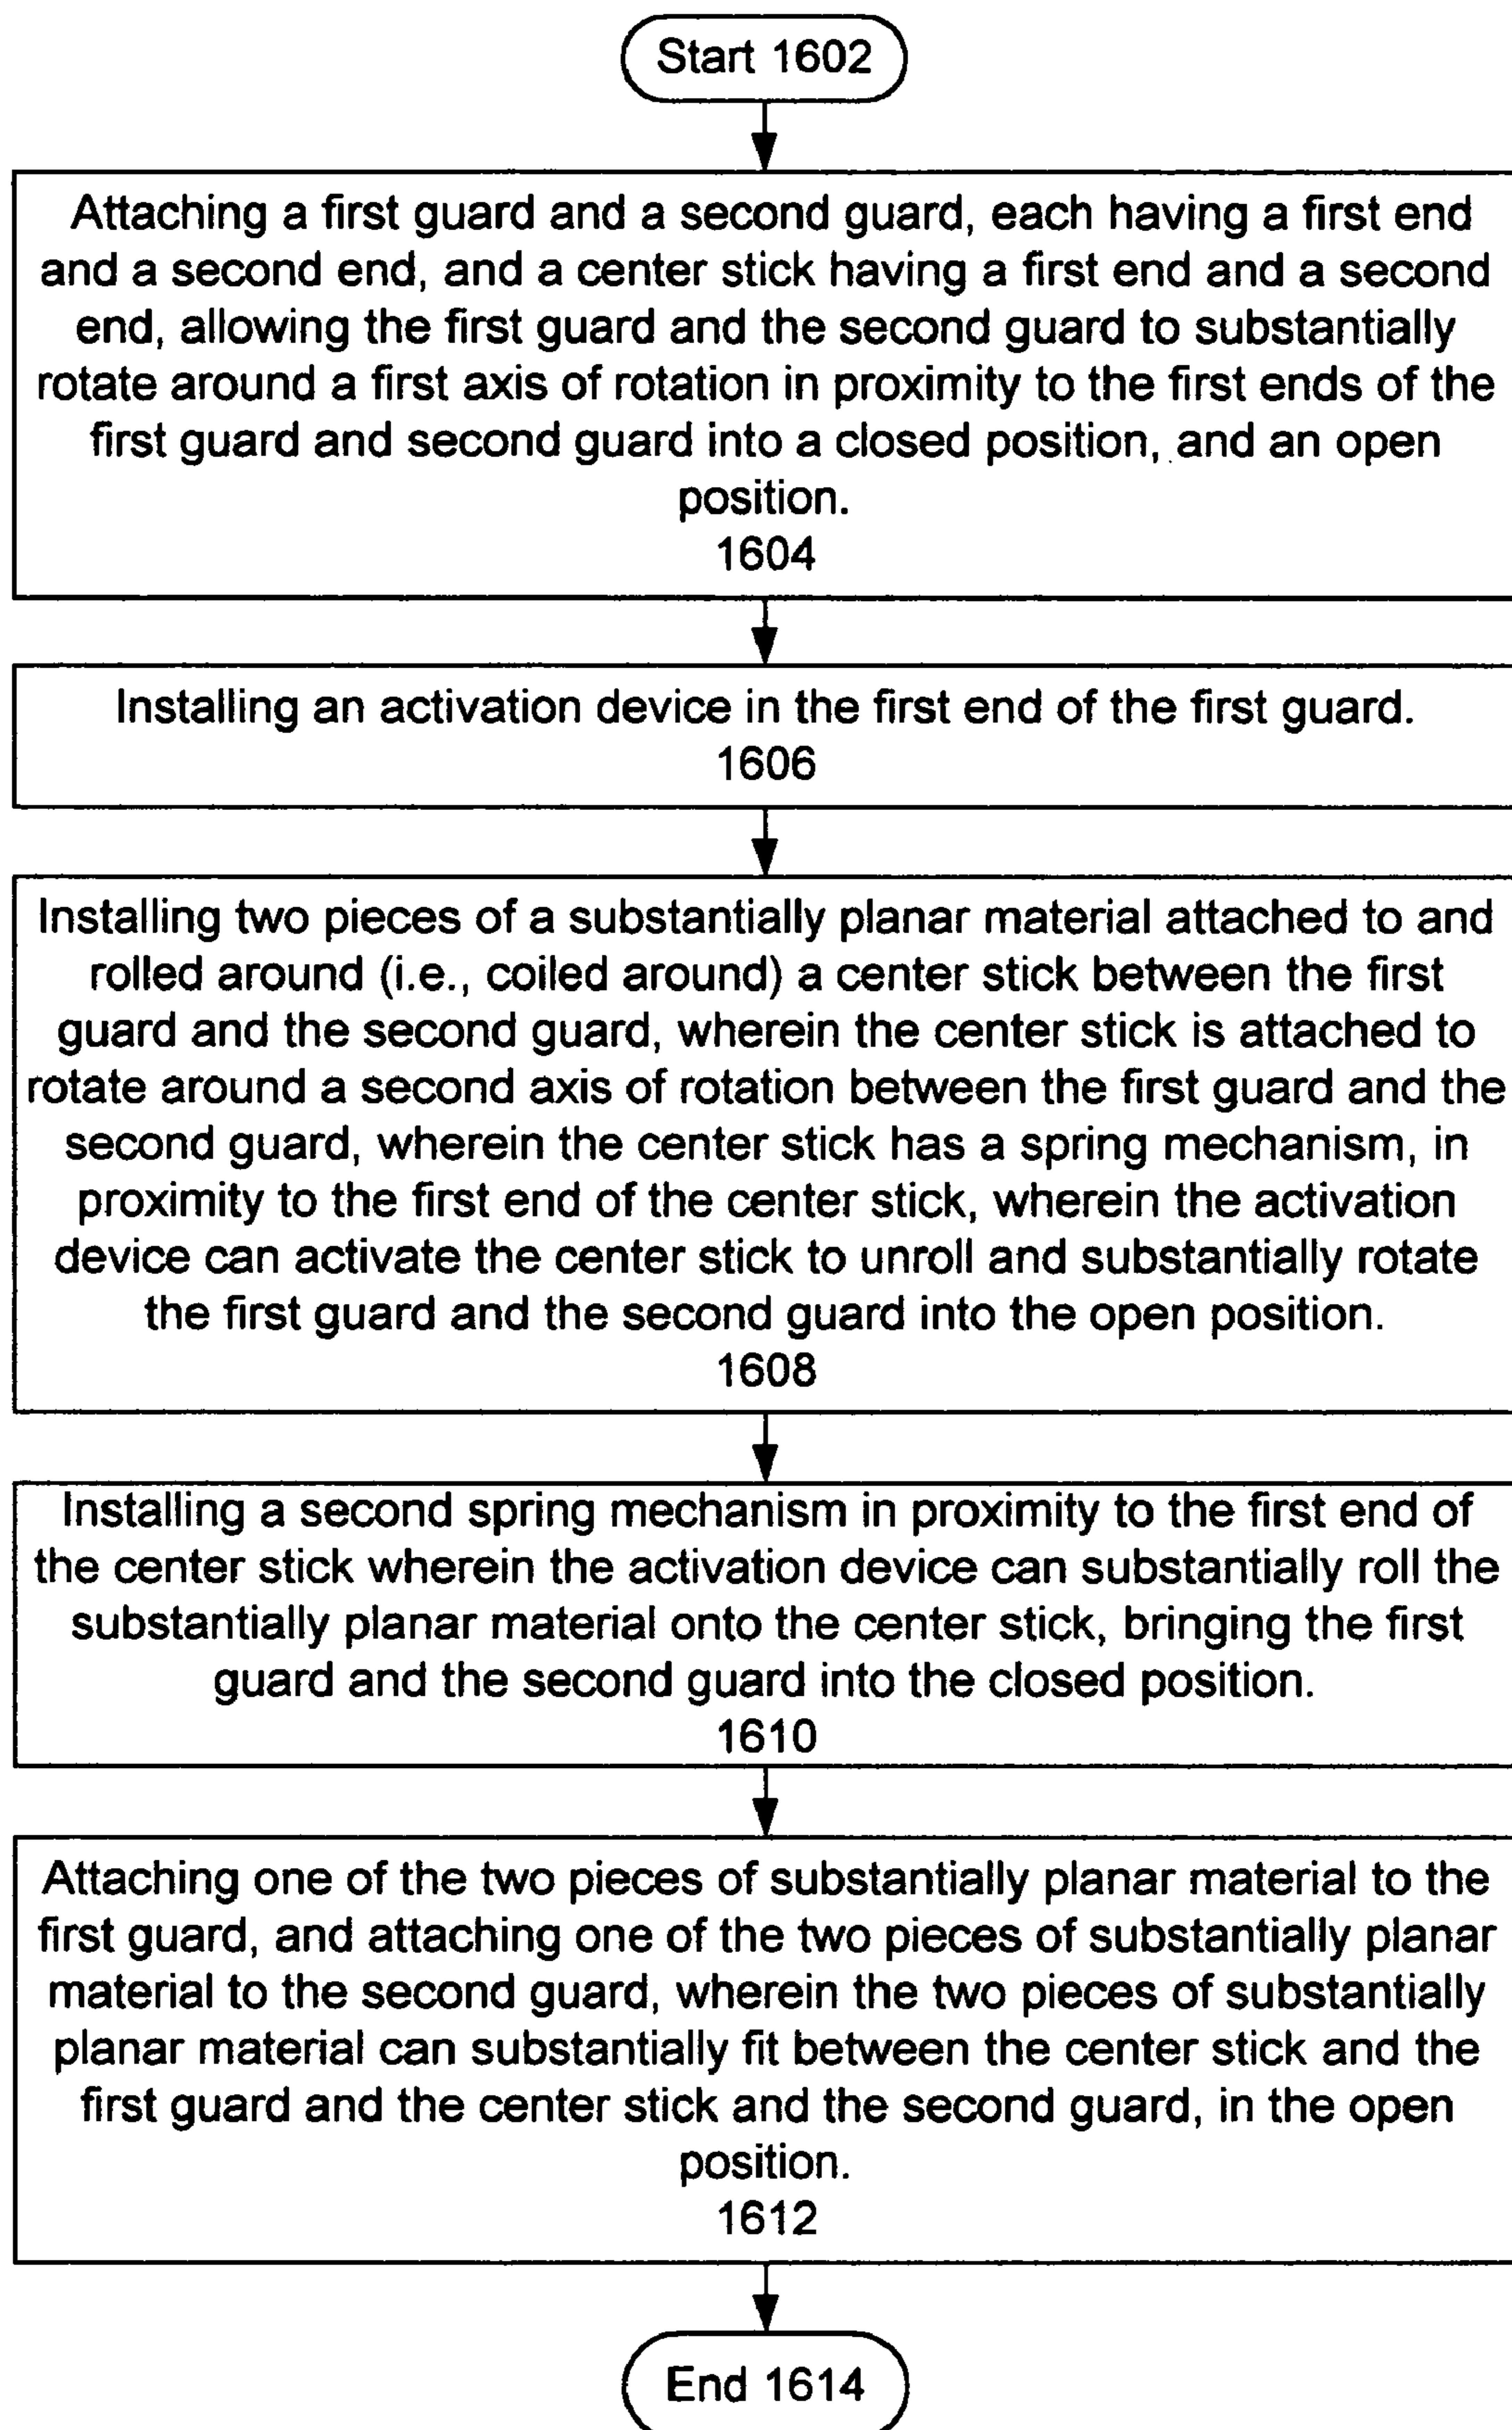 Start 1602
Attaching a first guard and a second guard, each having a first end
and a second end, and a center stick having a first end and a second
end, allowing the first guard and the second guard to substantially
rotate around a first axis of rotation in proximity to the first ends of the
first guard and second guard into a closed position, and an open
position.
1604
Installing an activation device in the first end of the first guard.
1606
Installing two pieces of a substantially planar material attached to and
rolled around (i.e., coiled around) a center stick between the first
guard and the second guard, wherein the center stick is attached to
rotate around a second axis of rotation between the first guard and the
second guard, wherein the center stick has a spring mechanism, in
proximity to the first end of the center stick, wherein the activation
device can activate the center stick to unroll and substantially rotate
the first guard and the second guard into the open position.
1608
Installing a second spring mechanism in proximity to the first end of
the center stick wherein the activation device can substantially roll the
substantially planar material onto the center stick, bringing the first
guard and the second guard into the closed position.
1610
Attaching one of the two pieces of substantially planar material to the
first guard, and attaching one of the two pieces of substantially planar
material to the second guard, wherein the two pieces of substantially
planar material can substantially fit between the center stick and the
first guard and the center stick and the second guard, in the open
position.
1612
End 1614